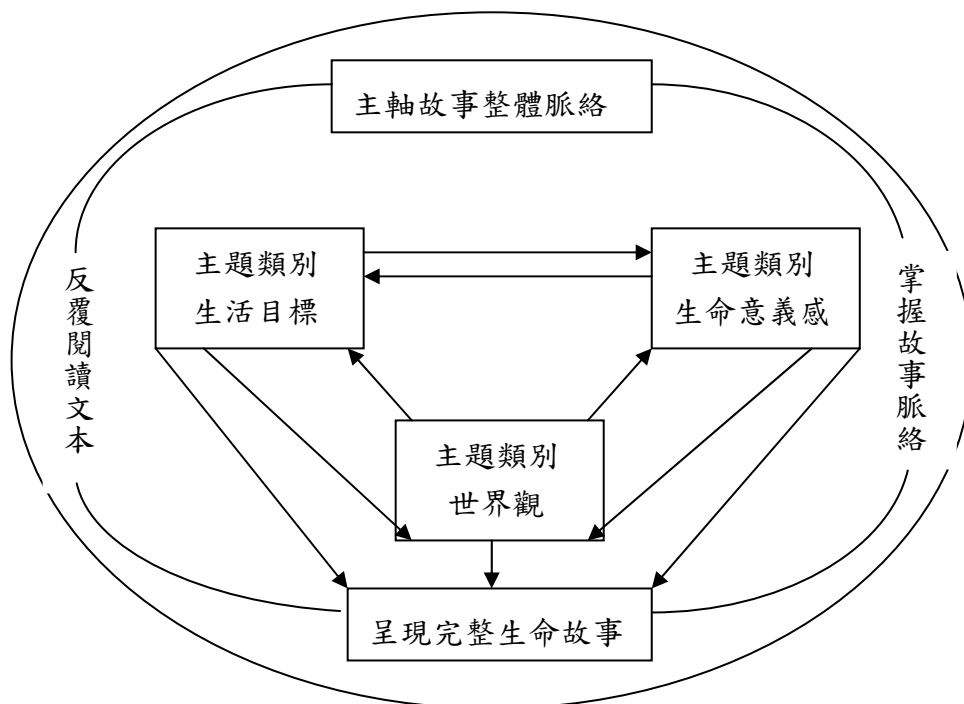 主軸故事整體脈絡
主題類別
生活目標
主題類別
生命意義感
反覆閱讀文本
掌握故事脈絡
主題類別
世界觀
呈現完整生命故事